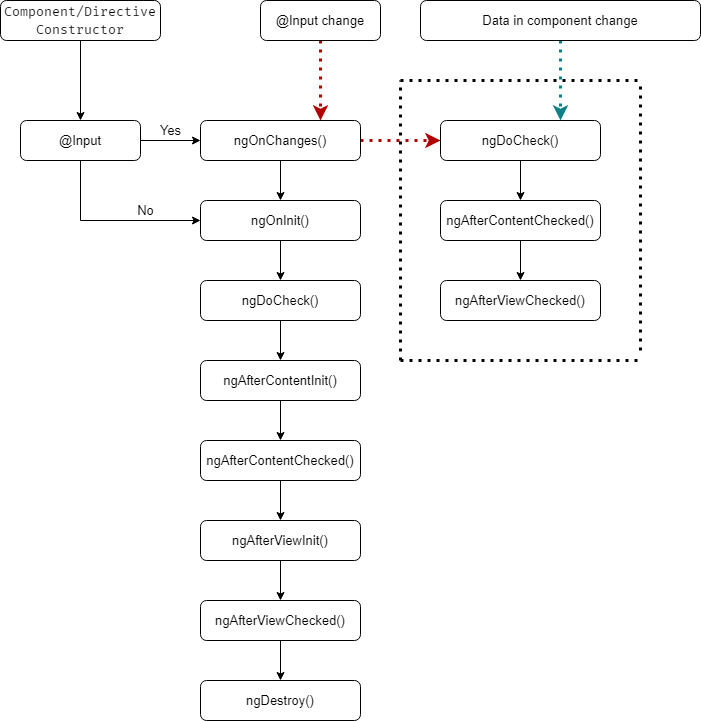 Component/Directive
Constructor
@Input change
Data in component change
@Input
Yes
ngOnChanges()
ngDoCheck()
No
ngOnInit()
ngAfterContentChecked()
ngDoCheck()
ngAfterViewChecked()
ngAfterContentInit()
ngAfterContentChecked()
ngAfterViewInit()
ngAfterViewChecked()
ngDestroy()